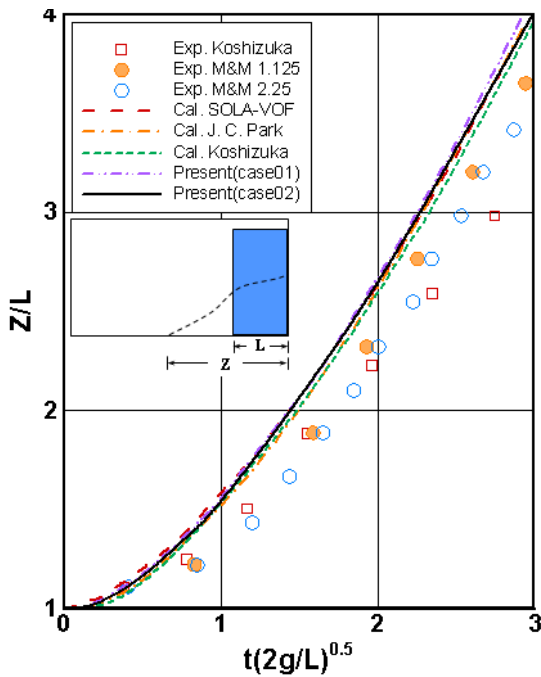 4
Exp. Koshizuka
Exp. M&M 1.125
Exp. M&M 2.25
Cal. SOLA-VOF
Cal. J. C. Park
Cal. Koshizuka
Present(case01)
Present(case02)
3
Z/L
L
Z
2
1
0 1 2 3
t(2g/L)^0.5